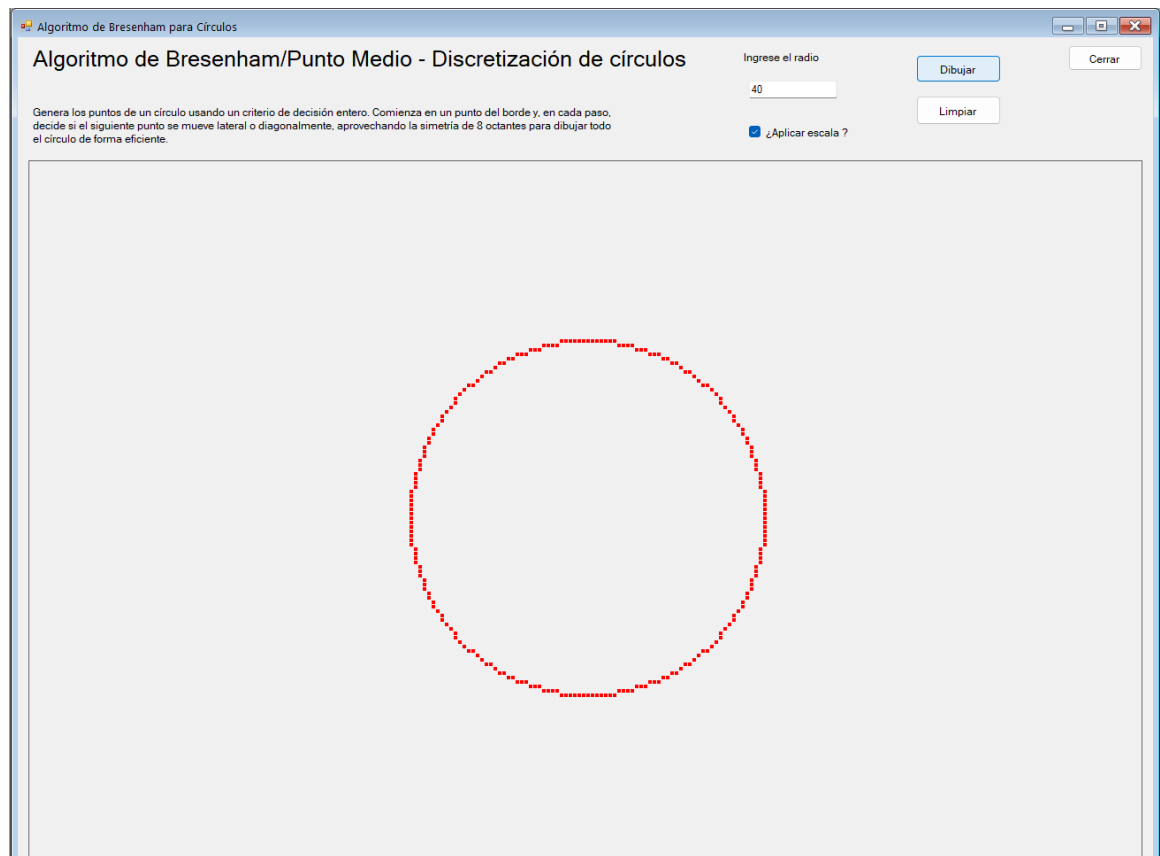 Algoritmo de Bresenham para Círculos
Algoritmo de Bresenham/Punto Medio - Discretización de círculos
Ingrese el radio
Dibujar
Cerrar
40
Limpiar
Genera los puntos de un círculo usando un criterio de decisión entero. Comienza en un punto del borde y, en cada paso,
decide si el siguiente punto se mueve lateral o diagonalmente, aprovechando la simetría de 8 octantes para dibujar todo
el círculo de forma eficiente.
¿Aplicar escala ?